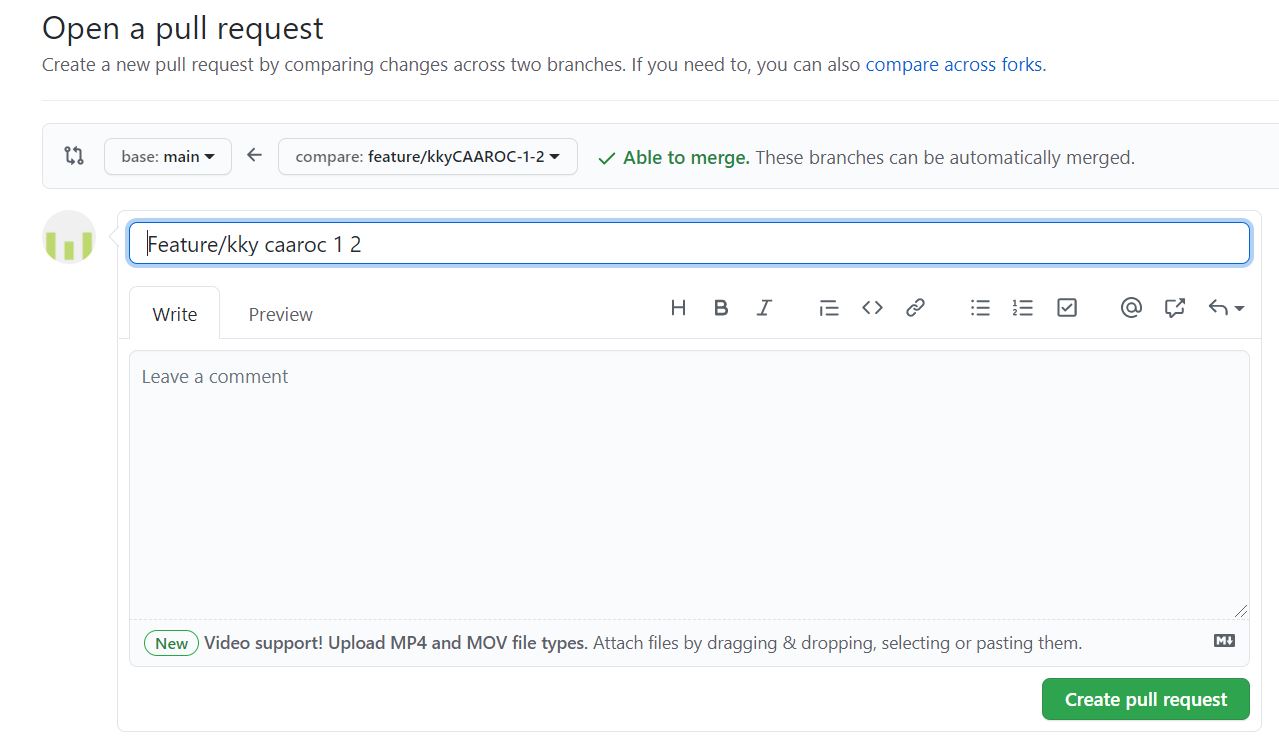 Open a pull request
Create a new pull request by comparing changes across two branches. If you need to, you can also compare across forks.
base: main compare: feature/kkyCAAROC-1-2 Able to merge. These branches can be automatically merged.
Feature/kky caaroc 1 2
Write Preview H B I @
Leave a comment
New Video support! Upload MP4 and MOV file types. Attach files by dragging & dropping, selecting or pasting them. M
Create pull request